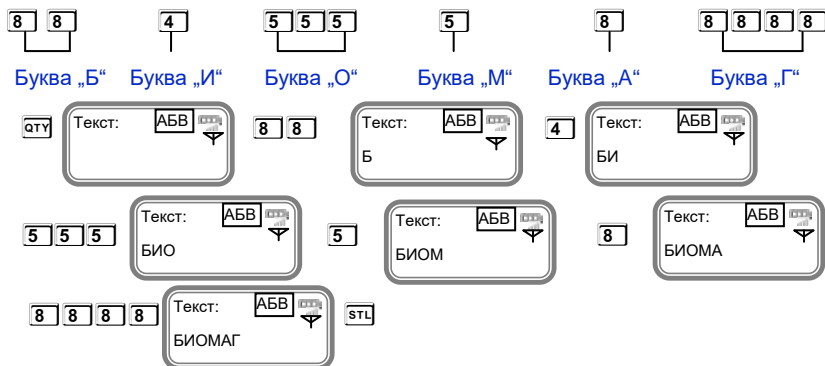 8 8 4 5 5 5 5 8 8 8 8 8
Буква „Б“ Буква „И“ Буква „О“ Буква „М“ Буква „А“ Буква „Г“
QTY Текст: АБВ 8 8 Текст: АБВ 4 Текст: АБВ
Б БИ
Текст: АБВ Текст: АБВ Текст: АБВ
5 5 5 БИО 5 БИОМ 8 БИОМА
8 8 8 8 Текст: АБВ STL
БИОМАГ